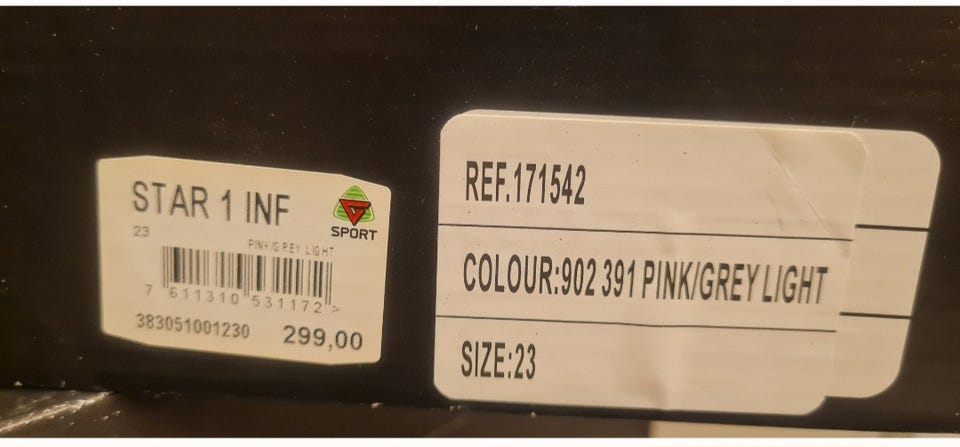 STAR 1 INF
SPORT
23
PINK/GREY LIGHT
7 611310 531172 >
383051001230 299,00
REF.171542
COLOUR:902 391 PINK/GREY LIGHT
SIZE:23